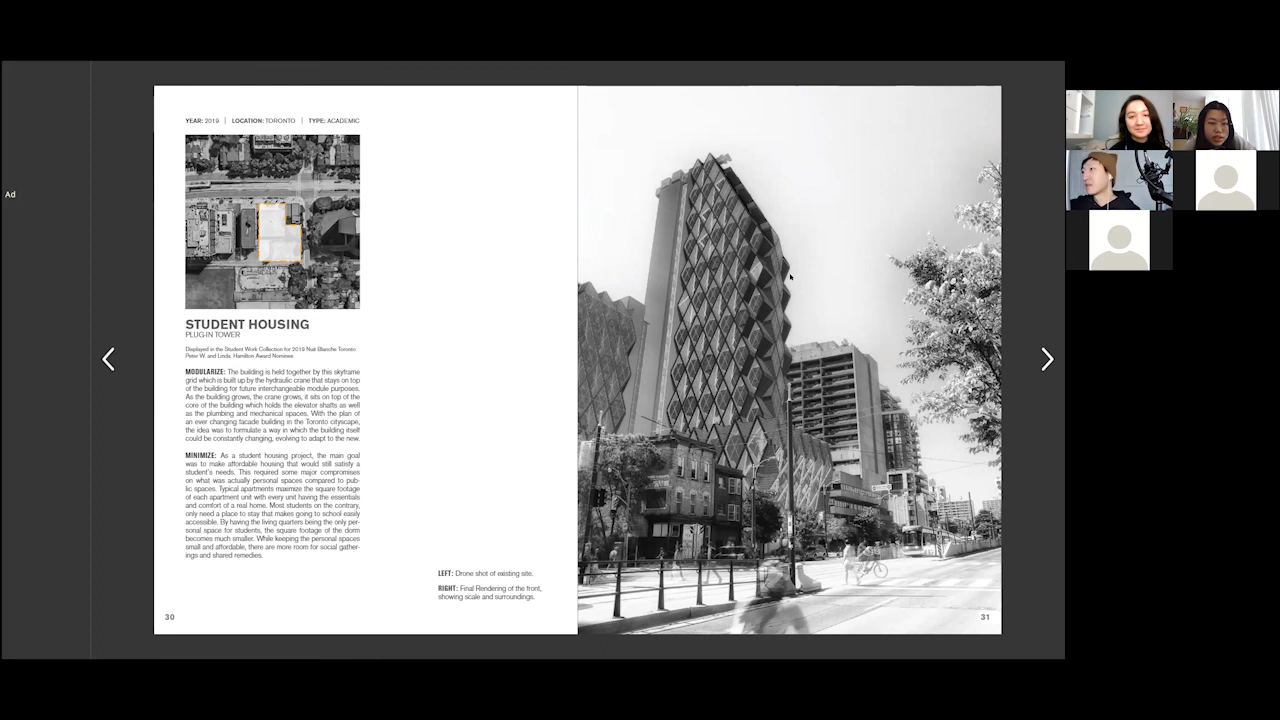 Ad
YEAR: 2019 | LOCATION: TORONTO | TYPE: ACADEMIC
STUDENT HOUSING
PLUG-IN TOWER
Displayed in the Student Work Collection for 2019 Nuit Blanche Toronto
Peter W. and Linda. Hamilton Award Nominee
MODULARIZE: The building is held together by this skyframe
grid which is built up by the hydraulic crane that stays on top
of the building for future interchangeable module purposes.
As the building grows, the crane grows, it sits on top of the
core of the building which holds the elevator shafts as well
as the plumbing and mechanical spaces. With the plan of
an ever changing facade building in the Toronto cityscape,
the idea was to formulate a way in which the building itself
could be constantly changing, evolving to adapt to the new.
MINIMIZE: As a student housing project, the main goal
was to make affordable housing that would still satisfy a
student's needs. This required some major compromises
on what was actually personal spaces compared to pub-
lic spaces. Typical apartments maximize the square footage
of each apartment unit with every unit having the essentials
and comfort of a real home. Most students on the contrary,
only need a place to stay that makes going to school easily
accessible. By having the living quarters being the only per-
sonal space for students, the square footage of the dorm
becomes much smaller. While keeping the personal spaces
small and affordable, there are more room for social gather-
ings and shared remedies.
LEFT: Drone shot of existing site.
RIGHT: Final Rendering of the front,
showing scale and surroundings.
30
31